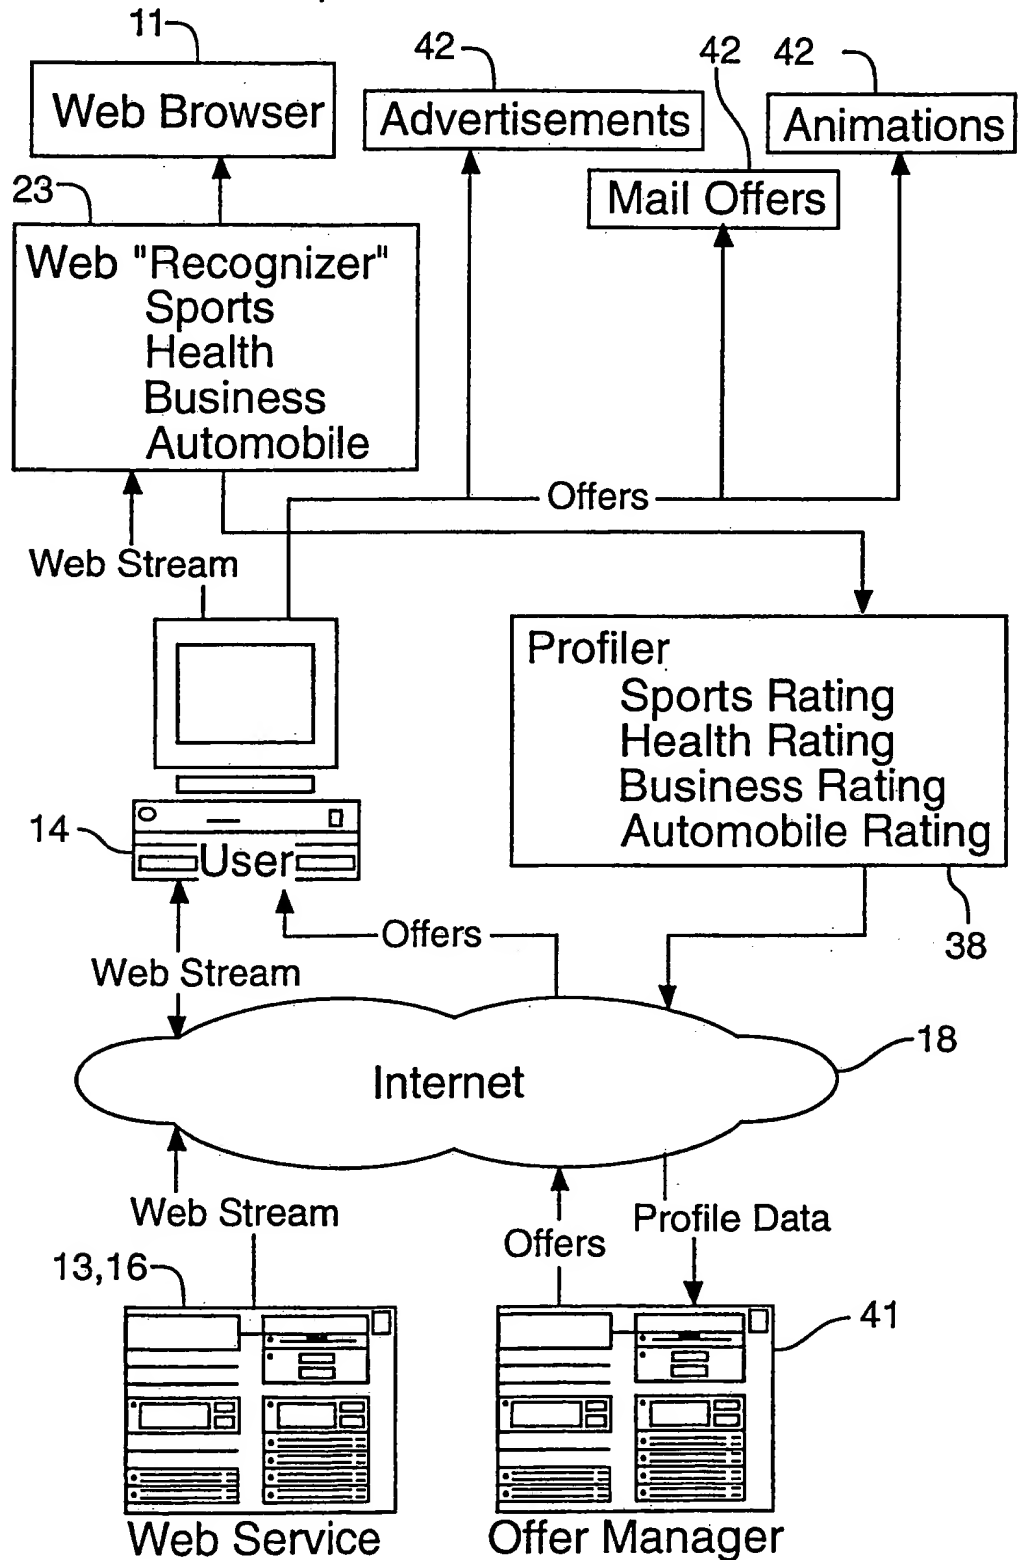 11
Web Browser
42
Advertisements
42
Mail Offers
42
Animations
23
Web "Recognizer"
Sports
Health
Business
Automobile
Offers
Web Stream
Profiler
Sports Rating
Health Rating
Business Rating
Automobile Rating
38
14
User
Offers
Web Stream
Internet
18
Web Stream
Offers
Profile Data
13,16
41
Web Service
Offer Manager